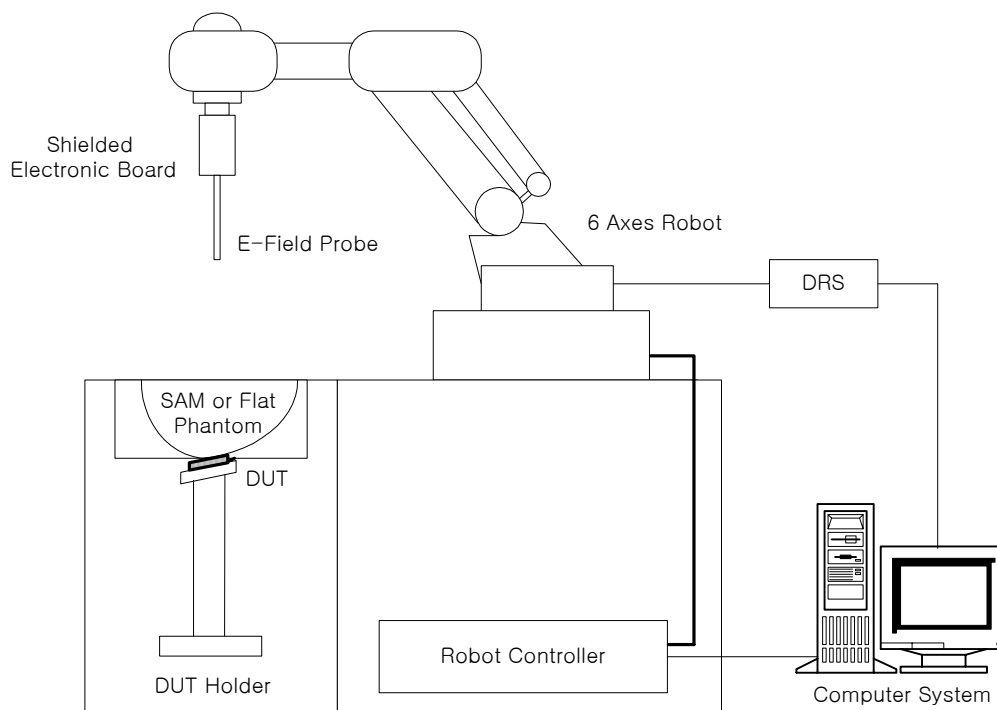 Shielded
Electronic Board
E-Field Probe
6 Axes Robot
DRS
SAM or Flat
Phantom
DUT
Robot Controller
DUT Holder
Computer System